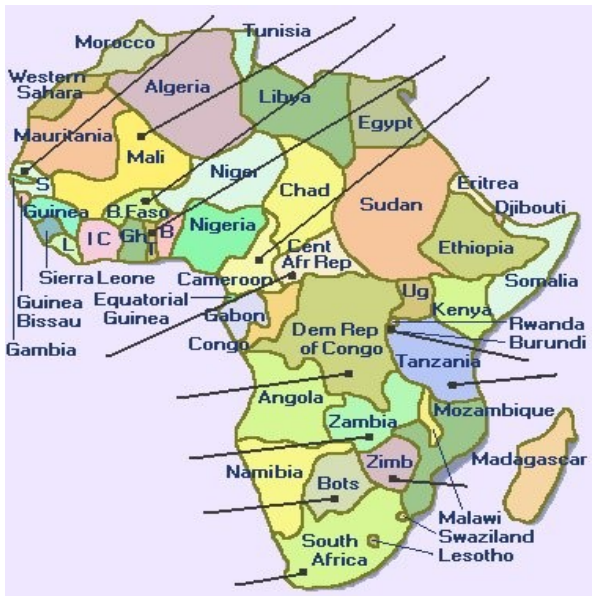 Tunisia
Morocco
Western
Sahara
Algeria
Libya
Egypt
Mauritania
Mali
Niger
Chad
Sudan
Eritrea
Djibouti
S
B.Faso
Guinea
Nigeria
I C
Gh
B
T
L
Ethiopia
Cent
Afr Rep
Somalia
Sierra Leone
Cameroon
Guinea
Bissau
Equatorial
Guinea
Gabon
Ug
Kenya
Gambia
Congo
Dem Rep
of Congo
Rwanda
Burundi
Tanzania
Angola
Zambia
Mozambique
Namibia
Zimb
Bots
Madagascar
Malawi
Swaziland
Lesotho
South
Africa